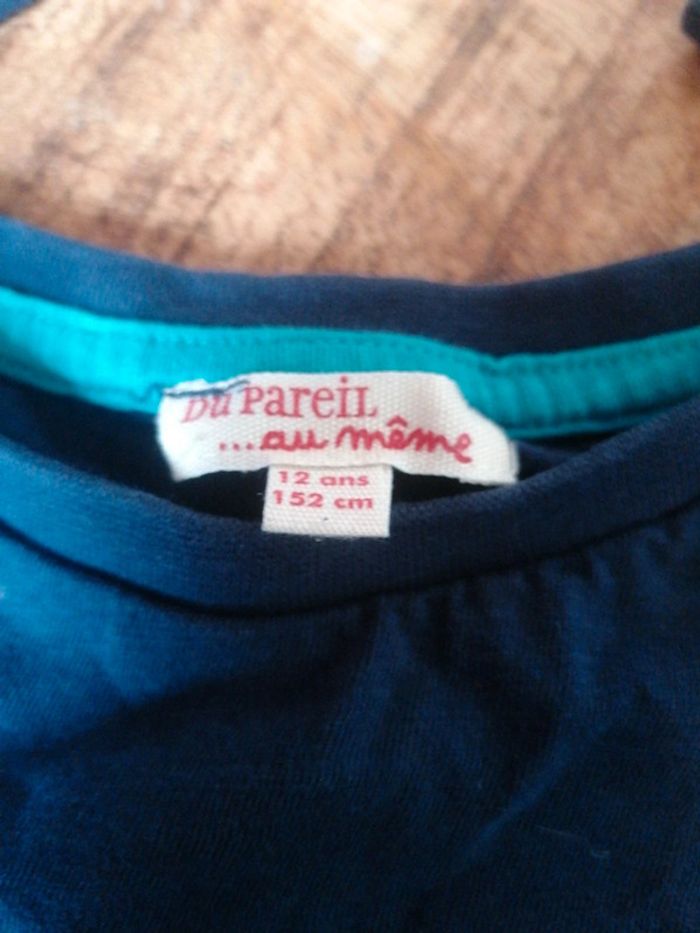 DU PareiL
...au même
12 ans
152 cm